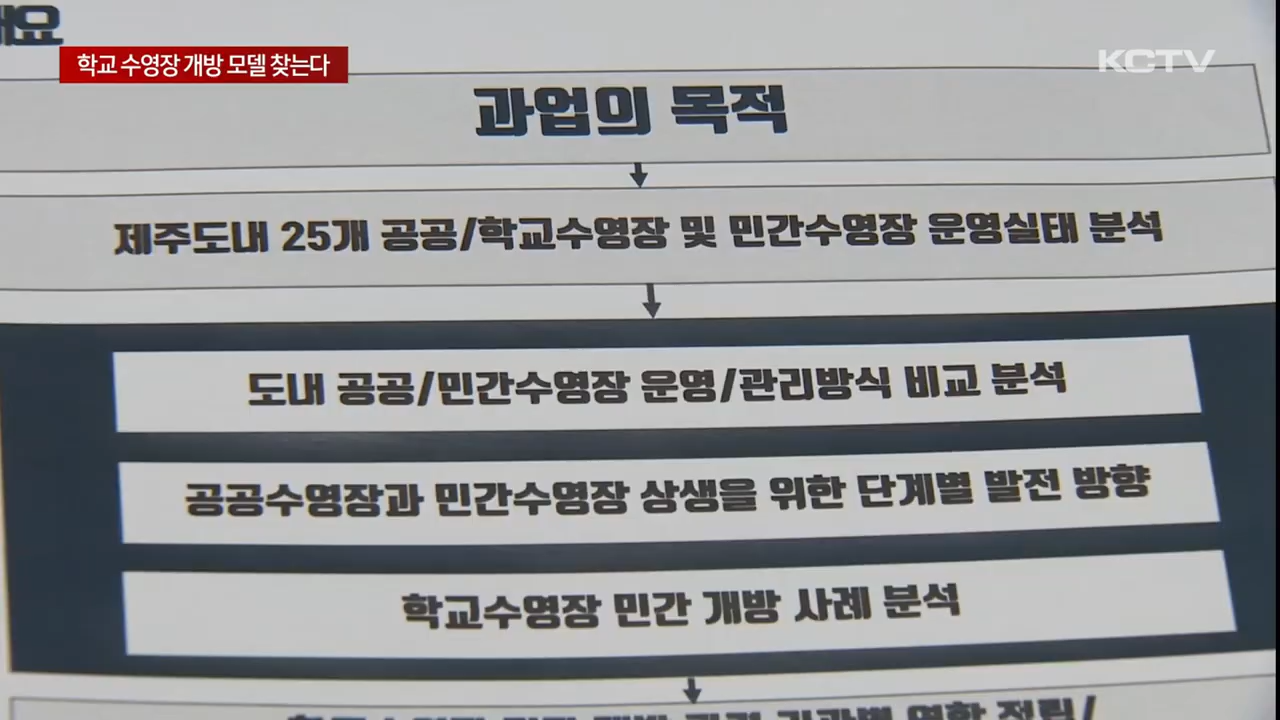 학교 수영장 개방 모델 찾는다
KCTV
과업의 목적
제주도내 25개 공공/학교수영장 및 민간수영장 운영실태 분석
도내 공공/민간수영장 운영/관리방식 비교 분석
공공수영장과 민간수영장 상생을 위한 단계별 발전 방향
학교수영장 민간 개방 사례 분석